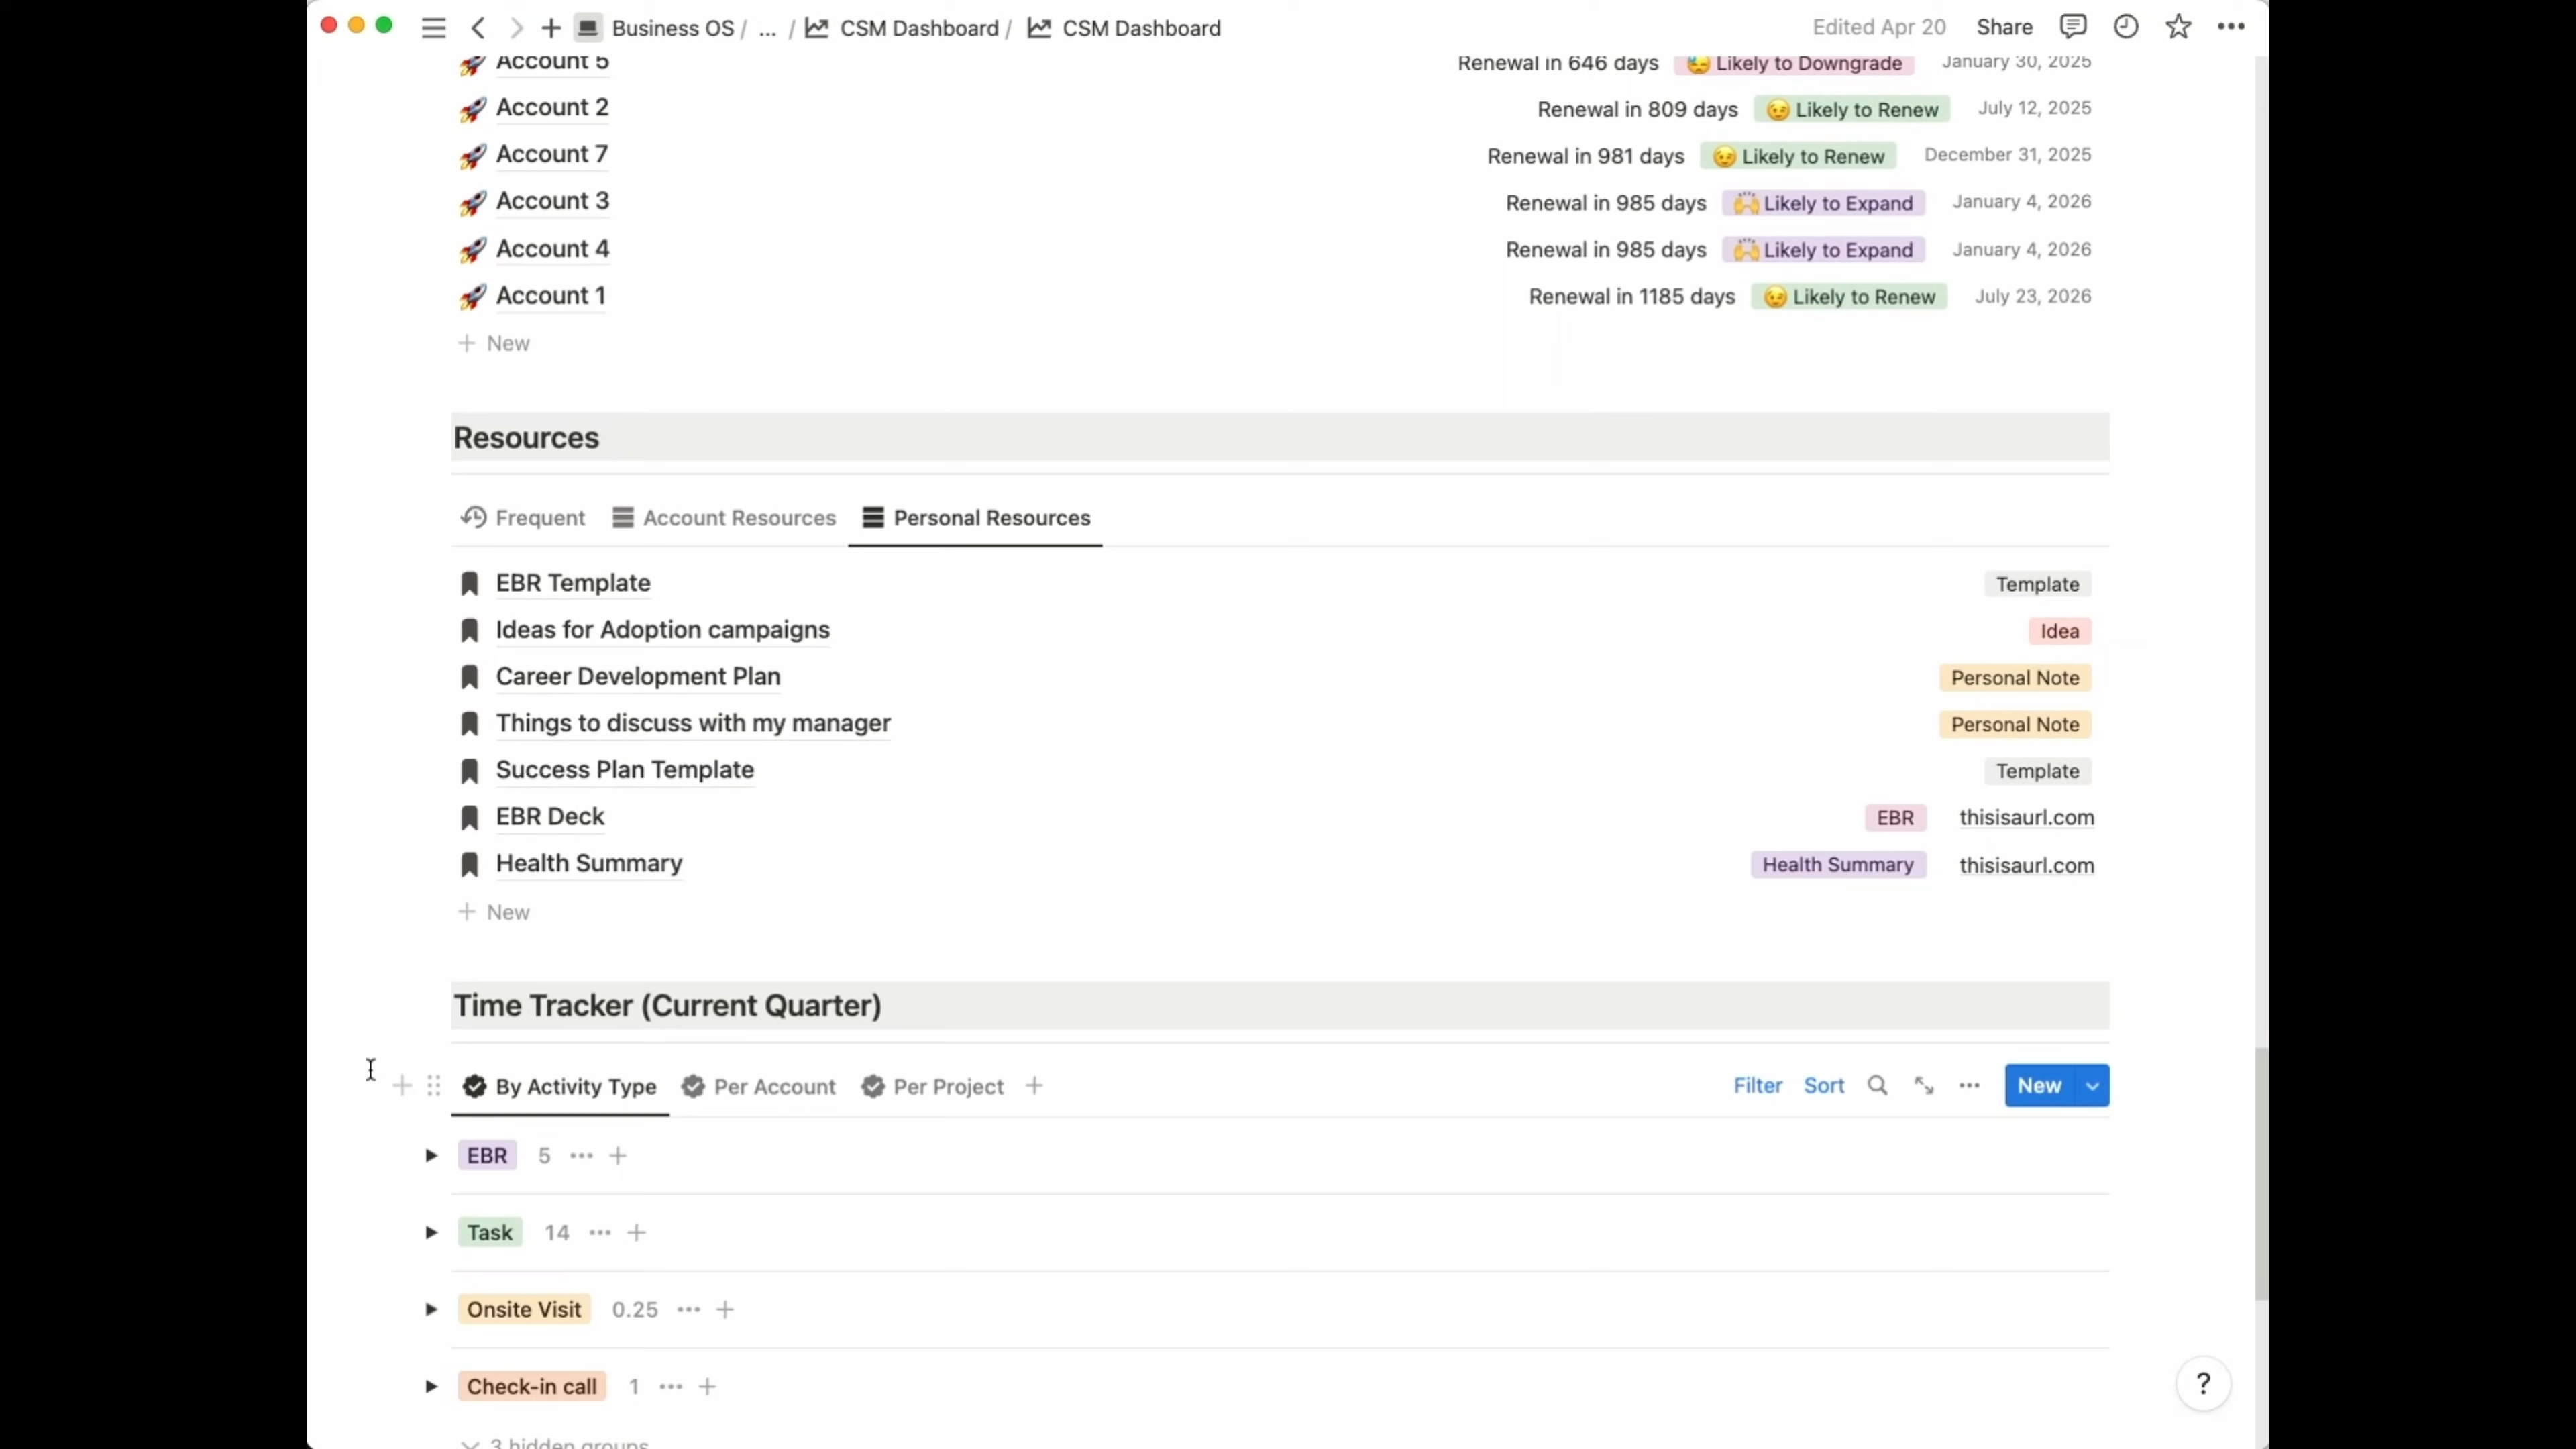 Business OS / ... / CSM Dashboard / CSM Dashboard Edited Apr 20 Share
Account 5 Renewal in 646 days Likely to Downgrade January 30, 2025
Account 2 Renewal in 809 days Likely to Renew July 12, 2025
Account 7 Renewal in 981 days Likely to Renew December 31, 2025
Account 3 Renewal in 985 days Likely to Expand January 4, 2026
Account 4 Renewal in 985 days Likely to Expand January 4, 2026
Account 1 Renewal in 1185 days Likely to Renew July 23, 2026
+ New
Resources
Frequent Account Resources Personal Resources
EBR Template Template
Ideas for Adoption campaigns Idea
Career Development Plan Personal Note
Things to discuss with my manager Personal Note
Success Plan Template Template
EBR Deck EBR thisisaurl.com
Health Summary Health Summary thisisaurl.com
+ New
Time Tracker (Current Quarter)
By Activity Type Per Account Per Project + Filter Sort ... New
EBR 5 ... +
Task 14 ... +
Onsite Visit 0.25 ... +
Check-in call 1 ... +
?
3 hidden groups